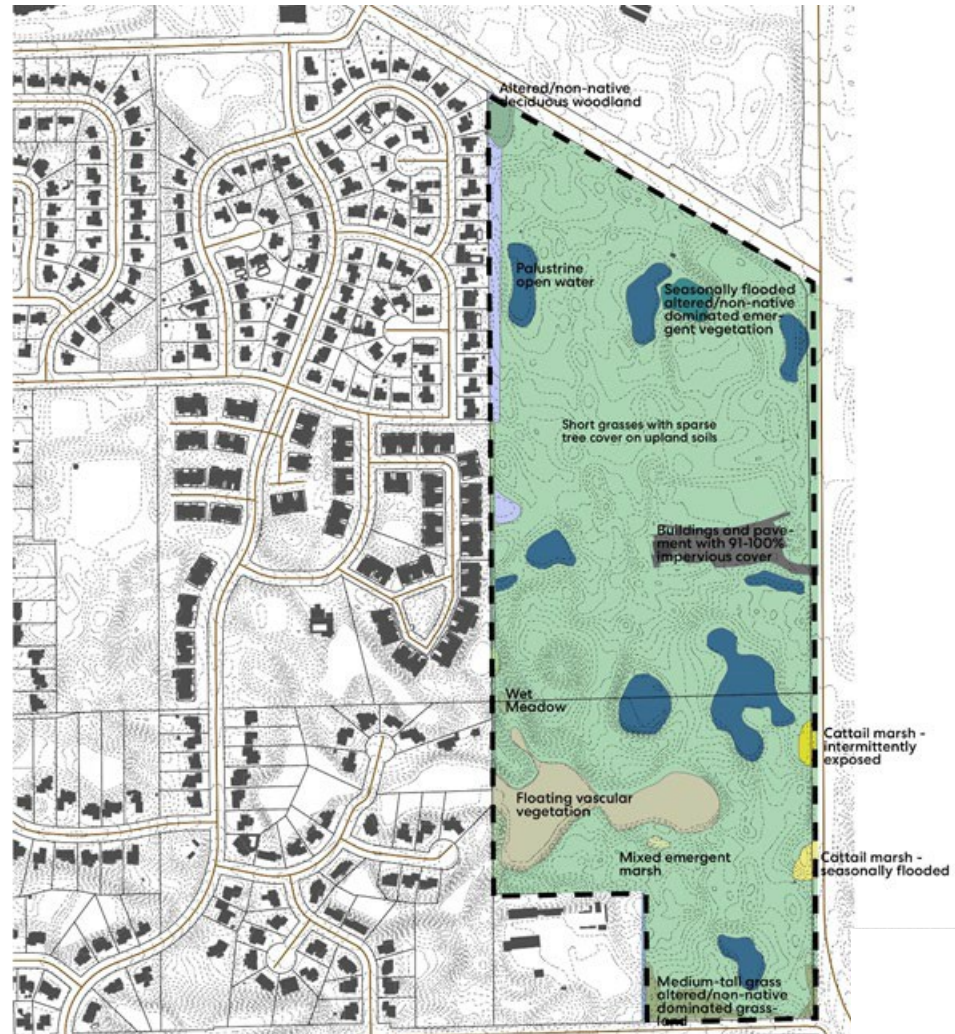 Altered/non-native
deciduous woodland
Palustrine
open water
Seasonally flooded
altered/non-native
dominated emer-
gent vegetation
Short grasses with sparse
tree cover on upland soils
Buildings and pave-
ment with 91-100%
impervious cover
Wet
Meadow
Cattail marsh -
intermittently
exposed
Floating vascular
vegetation
Mixed emergent
marsh
Cattail marsh -
seasonally flooded
Medium-tall grass
altered/non-native
dominated grass-
land